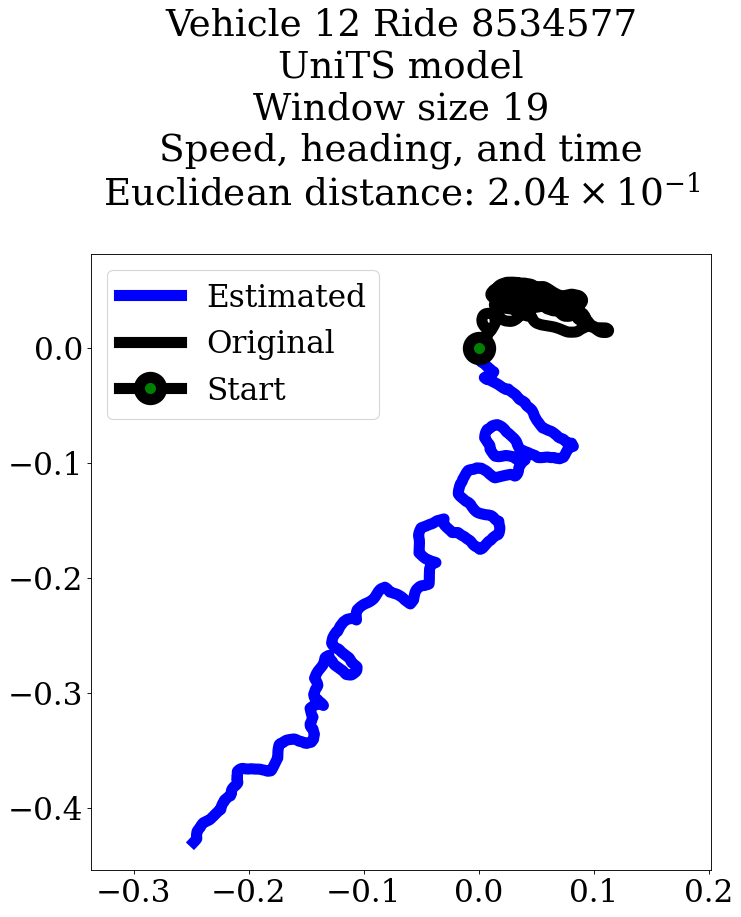 Vehicle 12 Ride 8534577
UniTS model
Window size 19
Speed, heading, and time
Euclidean distance: 2.04 × 10⁻¹
Estimated
Original
Start
0.0
−0.1
−0.2
−0.3
−0.4
−0.3 −0.2 −0.1 0.0 0.1 0.2